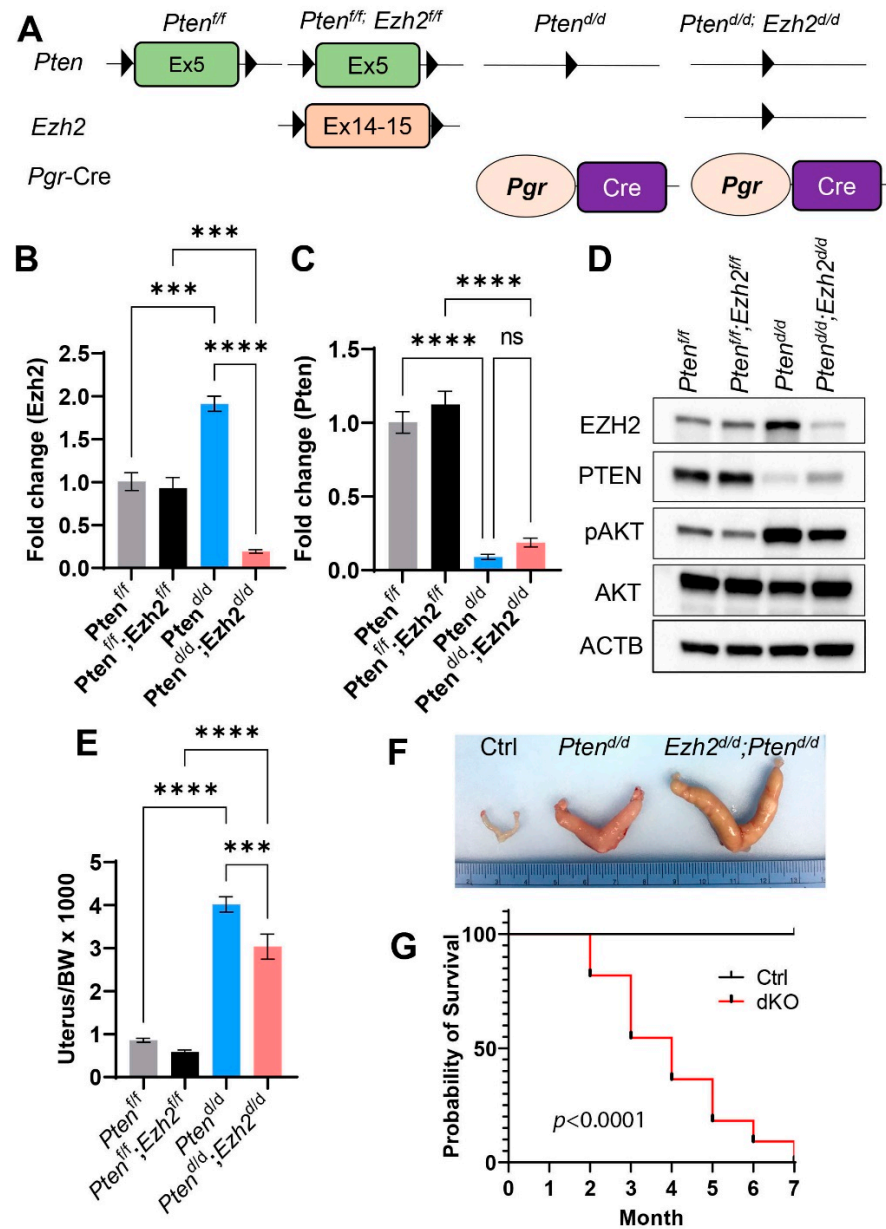 A
Pten^f/f
Pten^f/f; Ezh2^f/f
Pten^d/d
Pten^d/d; Ezh2^d/d
Pten
Ex5
Ex5
Ezh2
Ex14-15
Pgr-Cre
Pgr
Cre
Pgr
Cre
B
***
***
****
Fold change (Ezh2)
2.5
2.0
1.5
1.0
0.5
0.0
Pten^f/f
Pten^f/f;Ezh2^f/f
Pten^d/d
Pten^d/d;Ezh2^d/d
C
****
****
ns
Fold change (Pten)
1.5
1.0
0.5
0.0
Pten^f/f
Pten^f/f;Ezh2^f/f
Pten^d/d
Pten^d/d;Ezh2^d/d
D
Pten^f/f
Pten^f/f;Ezh2^f/f
Pten^d/d
Pten^d/d;Ezh2^d/d
EZH2
PTEN
pAKT
AKT
ACTB
E
****
****
***
Uterus/BW x 1000
5
4
3
2
1
0
Pten^f/f
Pten^f/f;Ezh2^f/f
Pten^d/d
Pten^d/d;Ezh2^d/d
F
Ctrl
Pten^d/d
Ezh2^d/d;Pten^d/d
G
Probability of Survival
100
50
0
Ctrl
dKO
p<0.0001
0 1 2 3 4 5 6 7
Month